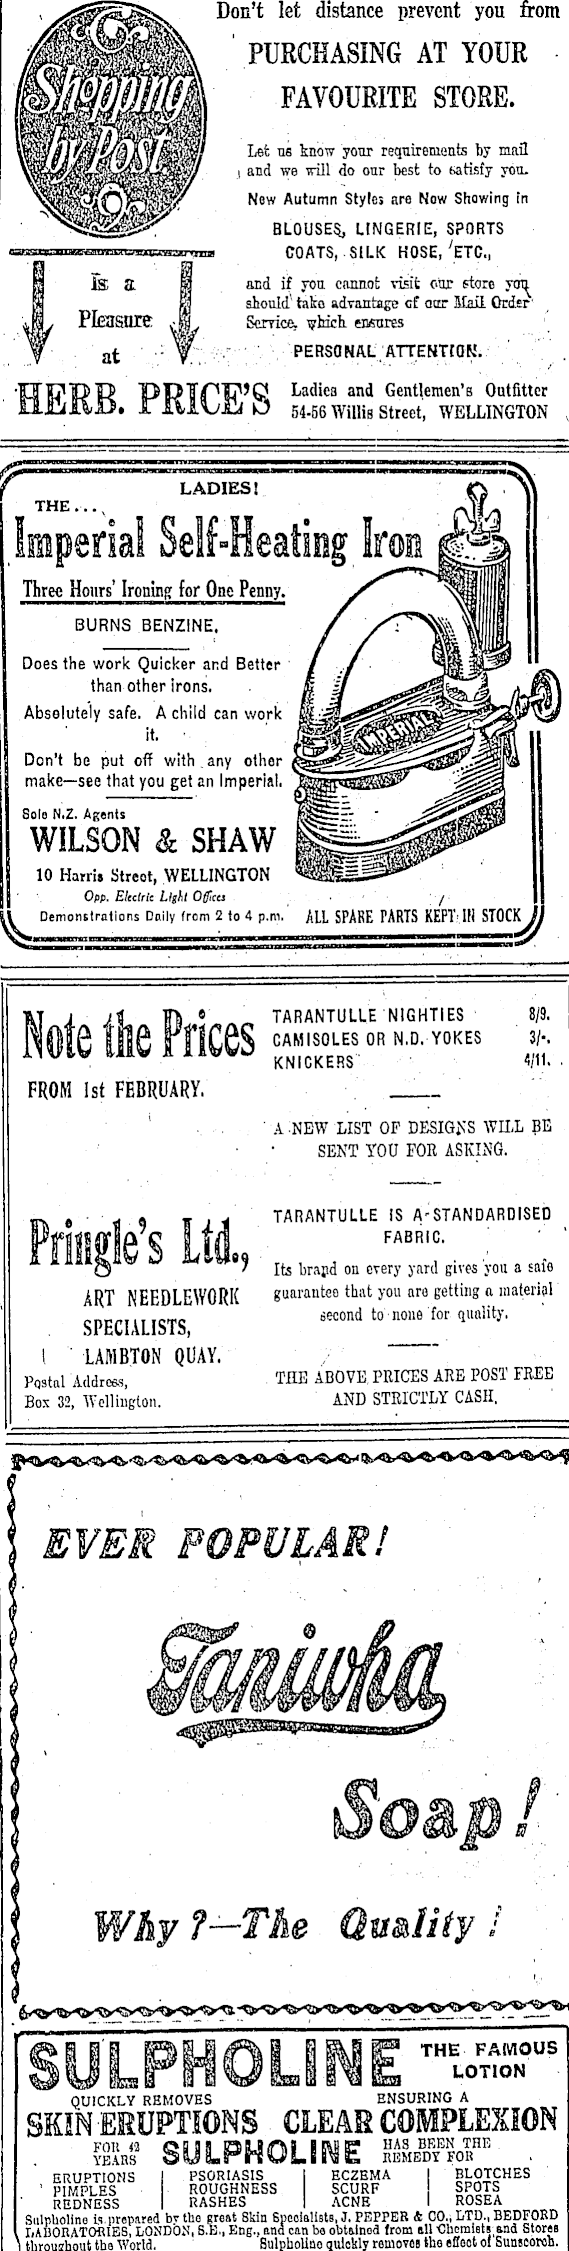 Shopping
by Post
is a
Pleasure
at
Don't let distance prevent you from
PURCHASING AT YOUR
FAVOURITE STORE.
Let us know your requirements by mail
and we will do our best to satisfy you.
New Autumn Styles are Now Showing in
BLOUSES, LINGERIE, SPORTS
COATS, SILK HOSE, ETC.,
and if you cannot visit our store you
should take advantage of our Mail Order
Service, which ensures
PERSONAL ATTENTION.
HERB. PRICE'S
Ladies and Gentlemen's Outfitter
54-56 Willis Street, WELLINGTON
LADIES!
THE...
Imperial Self-Heating Iron
Three Hours' Ironing for One Penny.
BURNS BENZINE.
Does the work Quicker and Better
than other irons.
Absolutely safe. A child can work
it.
Don't be put off with any other
make—see that you get an Imperial.
IMPERIAL
Sole N.Z. Agents
WILSON & SHAW
10 Harris Street, WELLINGTON
Opp. Electric Light Offices
Demonstrations Daily from 2 to 4 p.m.
ALL SPARE PARTS KEPT IN STOCK
Note the Prices
FROM 1st FEBRUARY.
Pringle's Ltd.,
ART NEEDLEWORK
SPECIALISTS,
LAMBTON QUAY.
Postal Address,
Box 32, Wellington.
TARANTULLE NIGHTIES 8/9.
CAMISOLES OR N.D. YOKES 3/-.
KNICKERS 4/11.
A NEW LIST OF DESIGNS WILL BE
SENT YOU FOR ASKING.
TARANTULLE IS A STANDARDISED
FABRIC.
Its brand on every yard gives you a safe
guarantee that you are getting a material
second to none for quality.
THE ABOVE PRICES ARE POST FREE
AND STRICTLY CASH.
EVER POPULAR!
Taniwha
Soap!
Why?—The Quality!
SULPHOLINE THE FAMOUS
LOTION
QUICKLY REMOVES ENSURING A
SKIN ERUPTIONS CLEAR COMPLEXION
FOR 42
YEARS SULPHOLINE HAS BEEN THE
REMEDY FOR
ERUPTIONS PSORIASIS ECZEMA BLOTCHES
PIMPLES ROUGHNESS SCURF SPOTS
REDNESS RASHES ACNE ROSEA
Sulpholine is prepared by the great Skin Specialists, J. PEPPER & CO., LTD., BEDFORD
LABORATORIES, LONDON, S.E., Eng., and can be obtained from all Chemists and Stores
throughout the World. Sulpholine quickly removes the effect of Sunscorch.